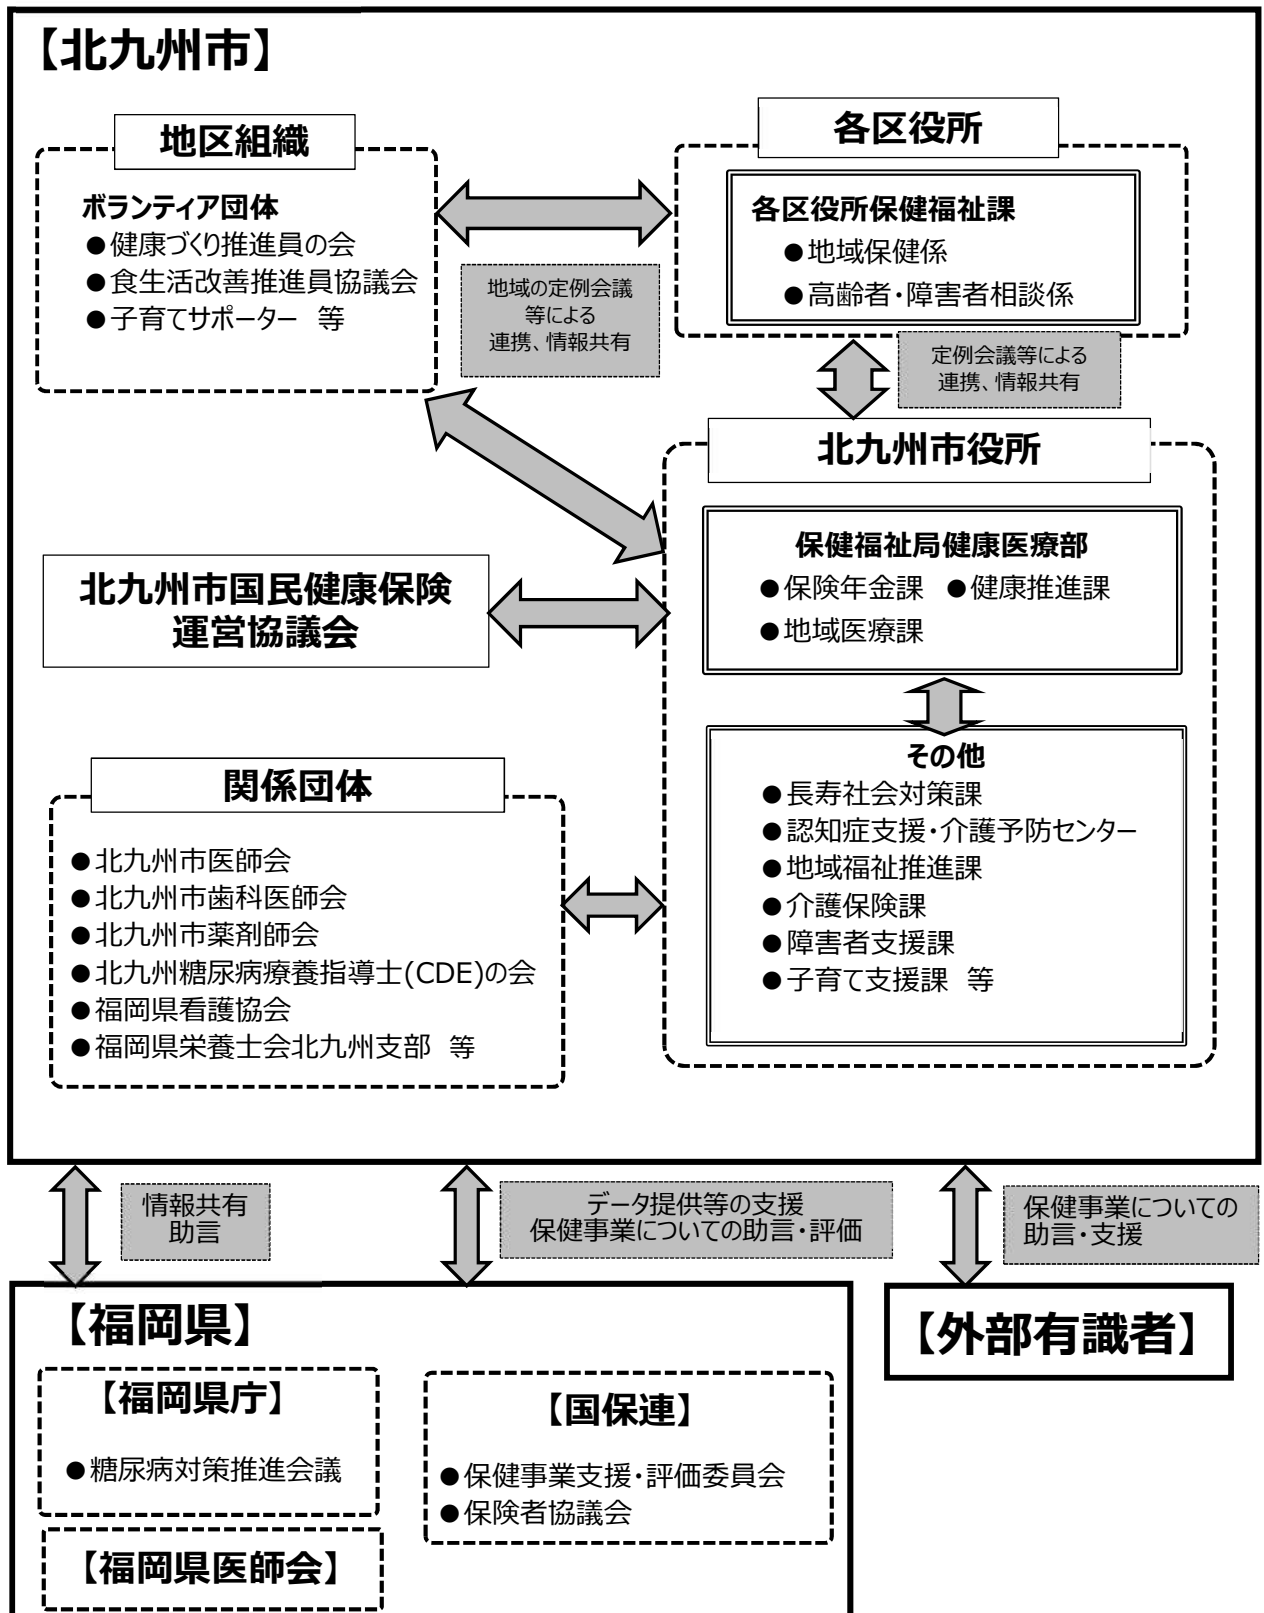 【北九州市】
地区組織
ボランティア団体
●健康づくり推進員の会
●食生活改善推進員協議会
●子育てサポーター 等
各区役所
各区役所保健福祉課
●地域保健係
●高齢者・障害者相談係
地域の定例会議
等による
連携、情報共有
定例会議等による
連携、情報共有
北九州市役所
保健福祉局健康医療部
●保険年金課 ●健康推進課
●地域医療課
北九州市国民健康保険
運営協議会
その他
●長寿社会対策課
●認知症支援・介護予防センター
●地域福祉推進課
●介護保険課
●障害者支援課
●子育て支援課 等
関係団体
●北九州市医師会
●北九州市歯科医師会
●北九州市薬剤師会
●北九州糖尿病療養指導士(CDE)の会
●福岡県看護協会
●福岡県栄養士会北九州支部 等
情報共有
助言
データ提供等の支援
保健事業についての助言・評価
保健事業についての
助言・支援
【福岡県】
【福岡県庁】
●糖尿病対策推進会議
【福岡県医師会】
【国保連】
●保健事業支援・評価委員会
●保険者協議会
【外部有識者】